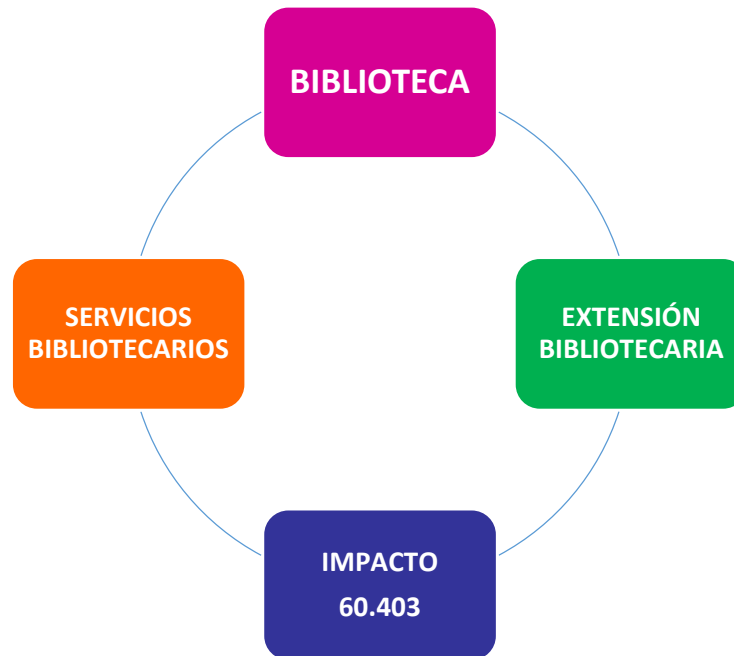 BIBLIOTECA
SERVICIOS
BIBLIOTECARIOS
EXTENSIÓN
BIBLIOTECARIA
IMPACTO
60.403